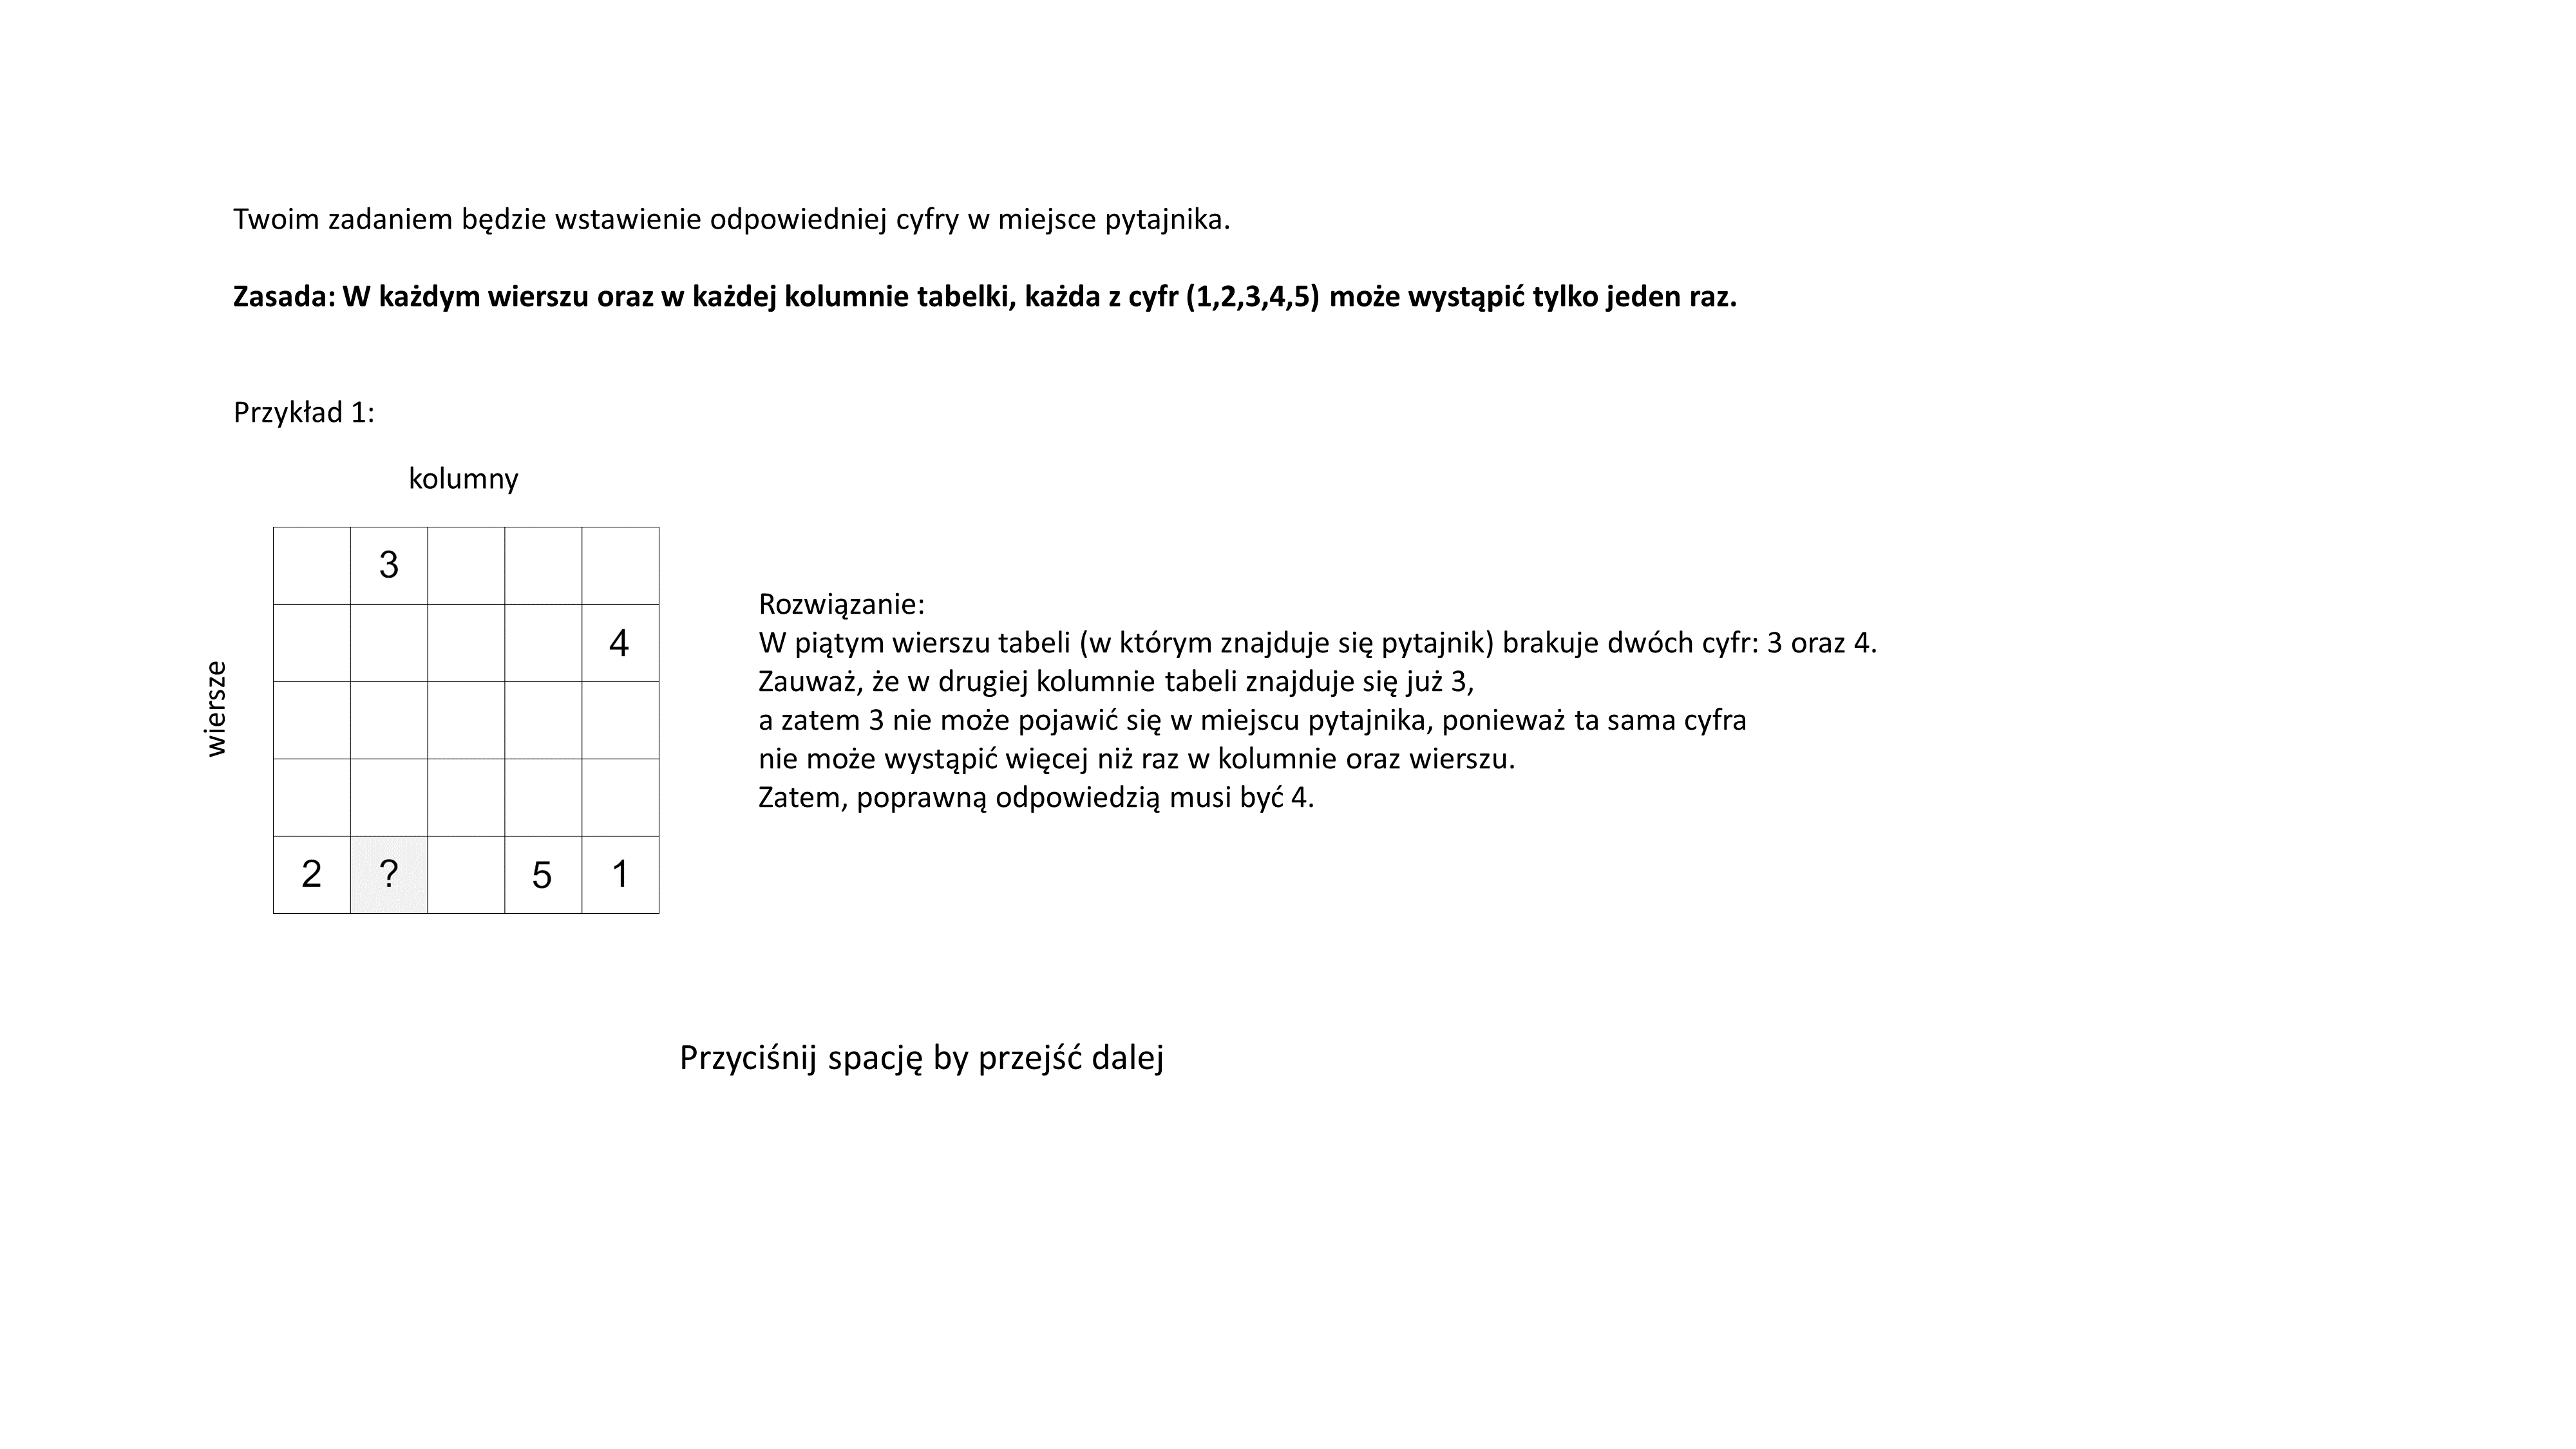 Twoim zadaniem będzie wstawienie odpowiedniej cyfry w miejsce pytajnika.
Zasada: W każdym wierszu oraz w każdej kolumnie tabelki, każda z cyfr (1,2,3,4,5) może wystąpić tylko jeden raz.
Przykład 1:
kolumny
wiersze
3
4
2 ? 5 1
Rozwiązanie:
W piątym wierszu tabeli (w którym znajduje się pytajnik) brakuje dwóch cyfr: 3 oraz 4.
Zauważ, że w drugiej kolumnie tabeli znajduje się już 3,
a zatem 3 nie może pojawić się w miejscu pytajnika, ponieważ ta sama cyfra
nie może wystąpić więcej niż raz w kolumnie oraz wierszu.
Zatem, poprawną odpowiedzią musi być 4.
Przyciśnij spację by przejść dalej